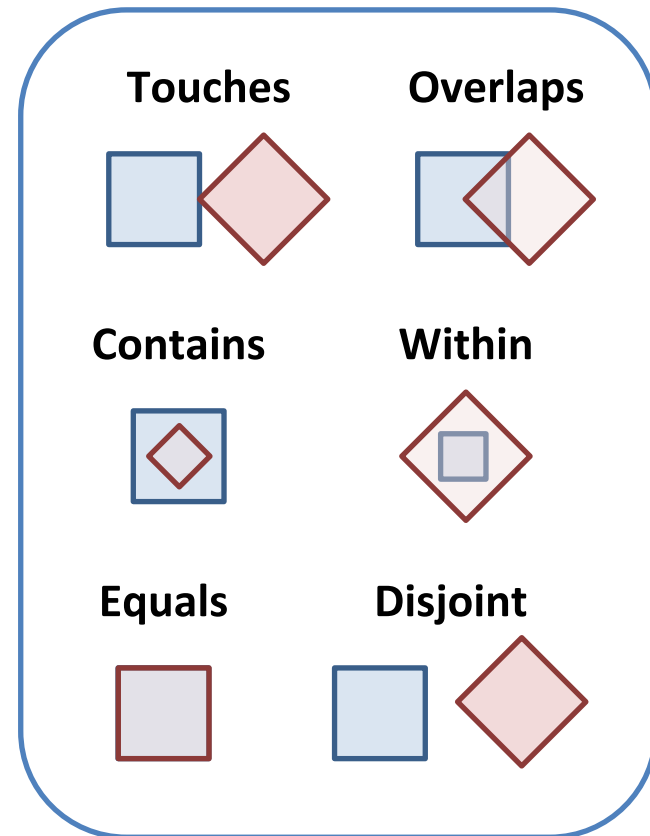 Touches
Overlaps
Contains
Within
Equals
Disjoint